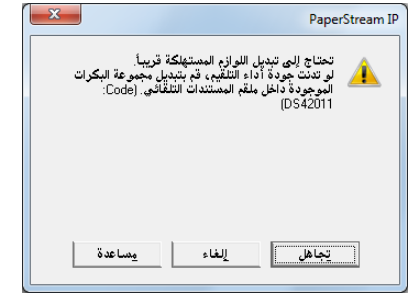 PaperStream IP
تحتاج إلى تبديل اللوازم المستهلكة قريباً.
لو تدنت جودة أداء التلقيم، قم بتبديل مجموعة البكرات
الموجودة داخل ملقم المستندات التلقائي. (Code:
DS42011)
تجاهل
إلغاء
مساعدة